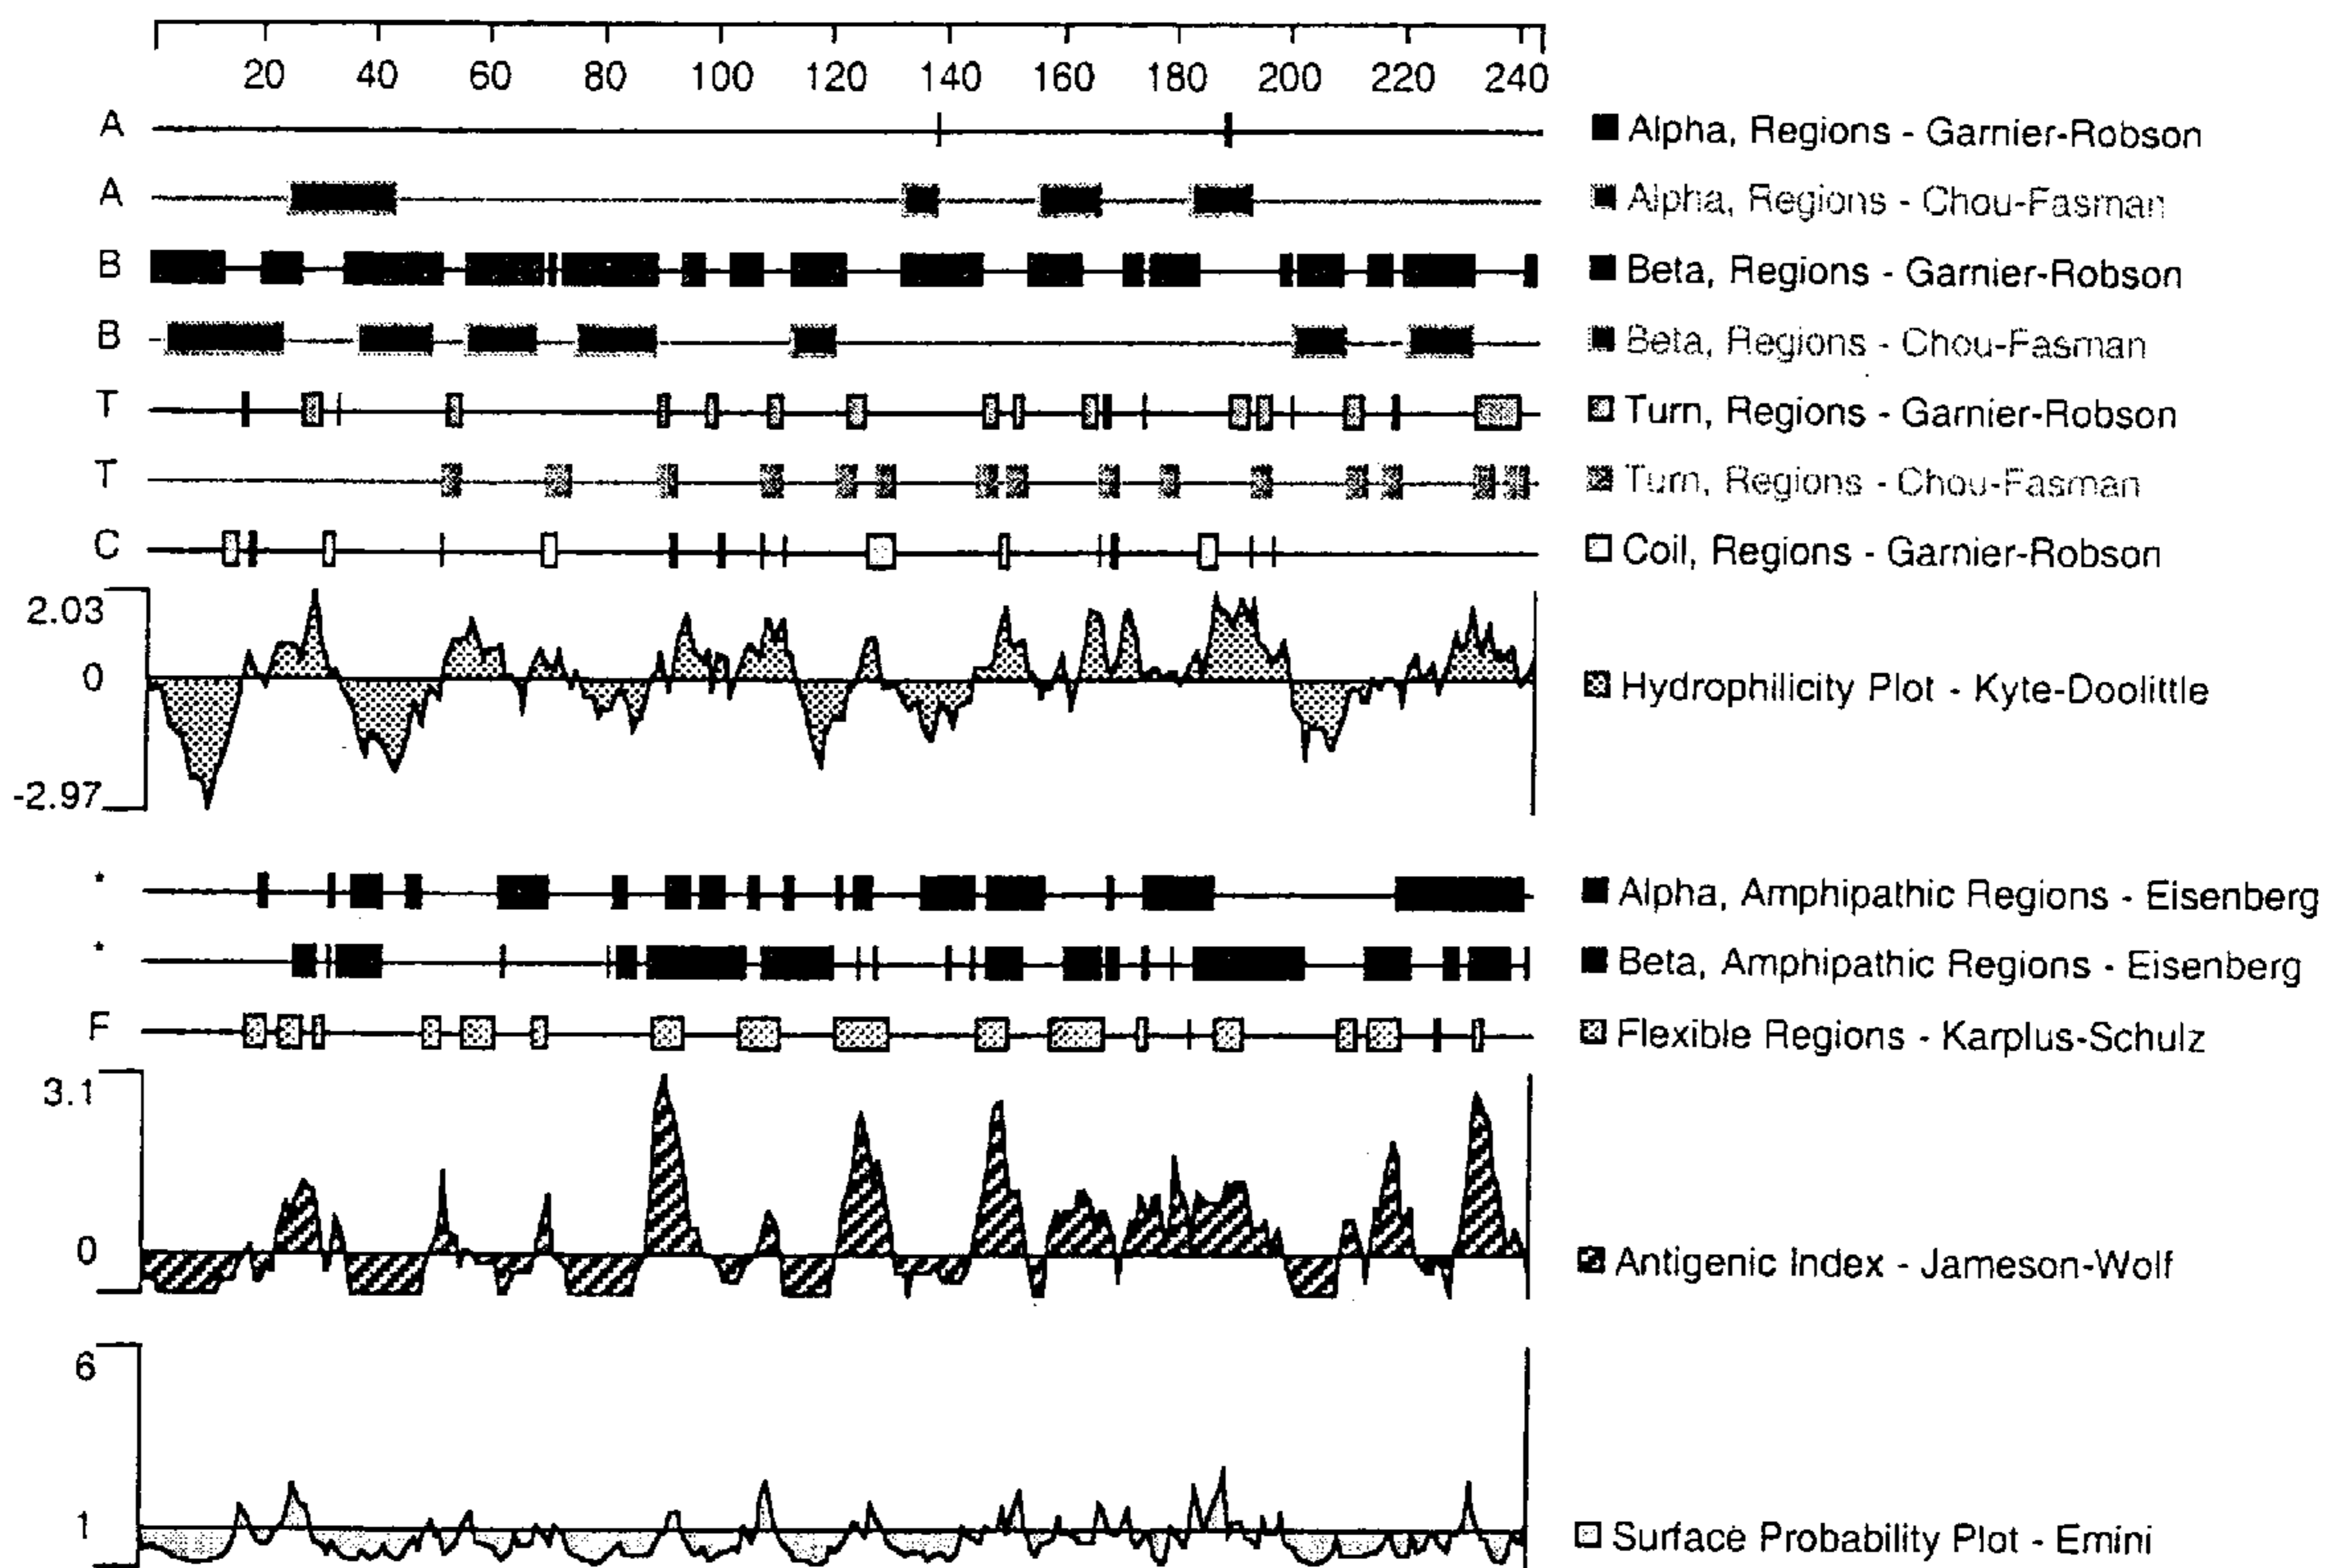 20 40 60 80 100 120 140 160 180 200 220 240
A Alpha, Regions - Garnier-Robson
A Alpha, Regions - Chou-Fasman
B Beta, Regions - Garnier-Robson
B Beta, Regions - Chou-Fasman
T Turn, Regions - Garnier-Robson
T Turn, Regions - Chou-Fasman
C Coil, Regions - Garnier-Robson
2.03
0 Hydrophilicity Plot - Kyte-Doolittle
-2.97
* Alpha, Amphipathic Regions - Eisenberg
* Beta, Amphipathic Regions - Eisenberg
F Flexible Regions - Karplus-Schulz
3.1
0 Antigenic Index - Jameson-Wolf
6
1 Surface Probability Plot - Emini